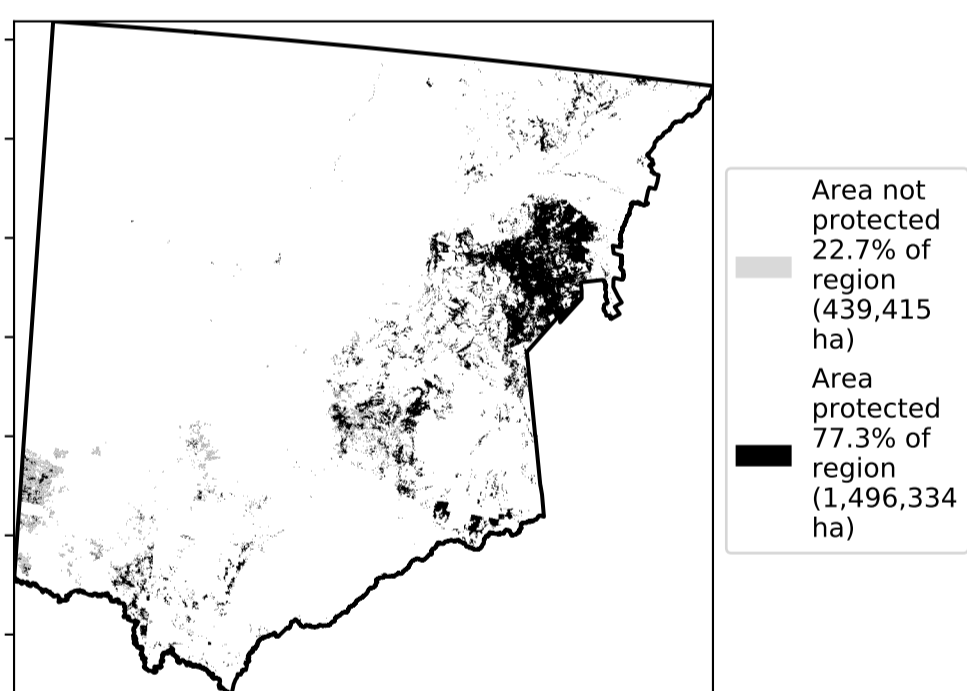 Area not
protected
22.7% of
region
(439,415
ha)
Area
protected
77.3% of
region
(1,496,334
ha)